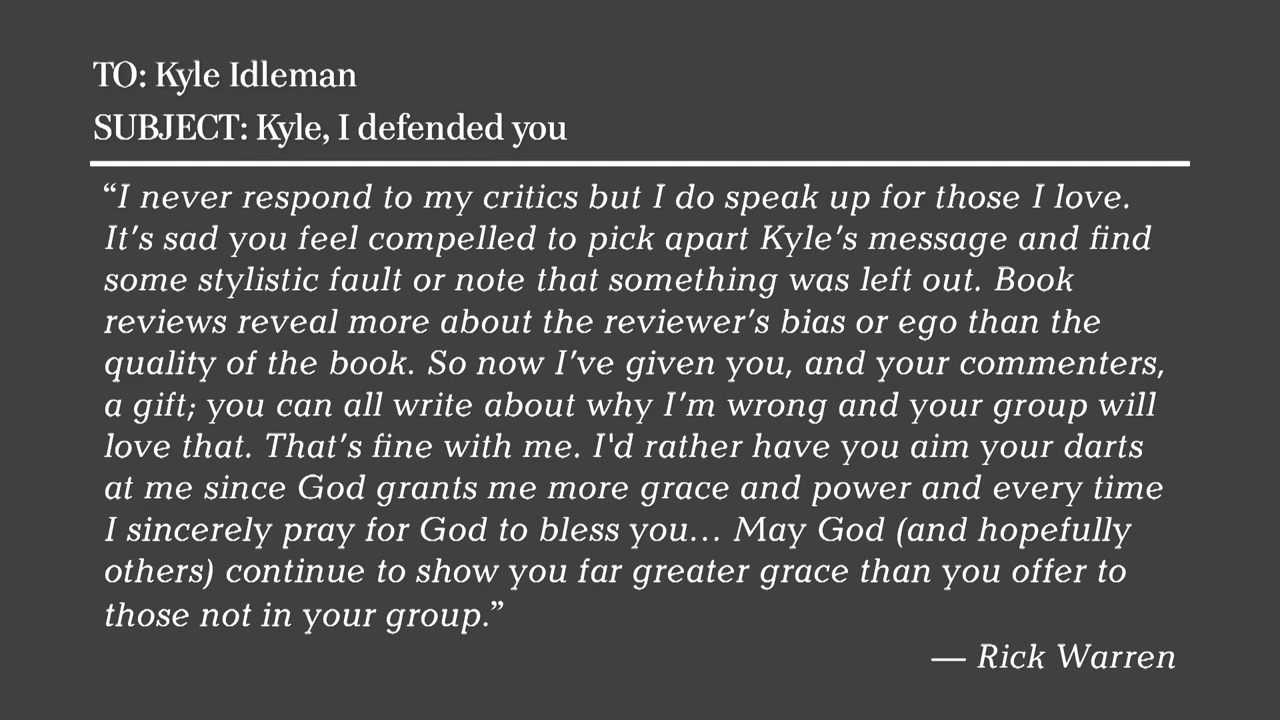 TO: Kyle Idleman
SUBJECT: Kyle, I defended you
“I never respond to my critics but I do speak up for those I love.
It’s sad you feel compelled to pick apart Kyle’s message and find
some stylistic fault or note that something was left out. Book
reviews reveal more about the reviewer’s bias or ego than the
quality of the book. So now I’ve given you, and your commenters,
a gift; you can all write about why I’m wrong and your group will
love that. That’s fine with me. I'd rather have you aim your darts
at me since God grants me more grace and power and every time
I sincerely pray for God to bless you… May God (and hopefully
others) continue to show you far greater grace than you offer to
those not in your group.”
— Rick Warren